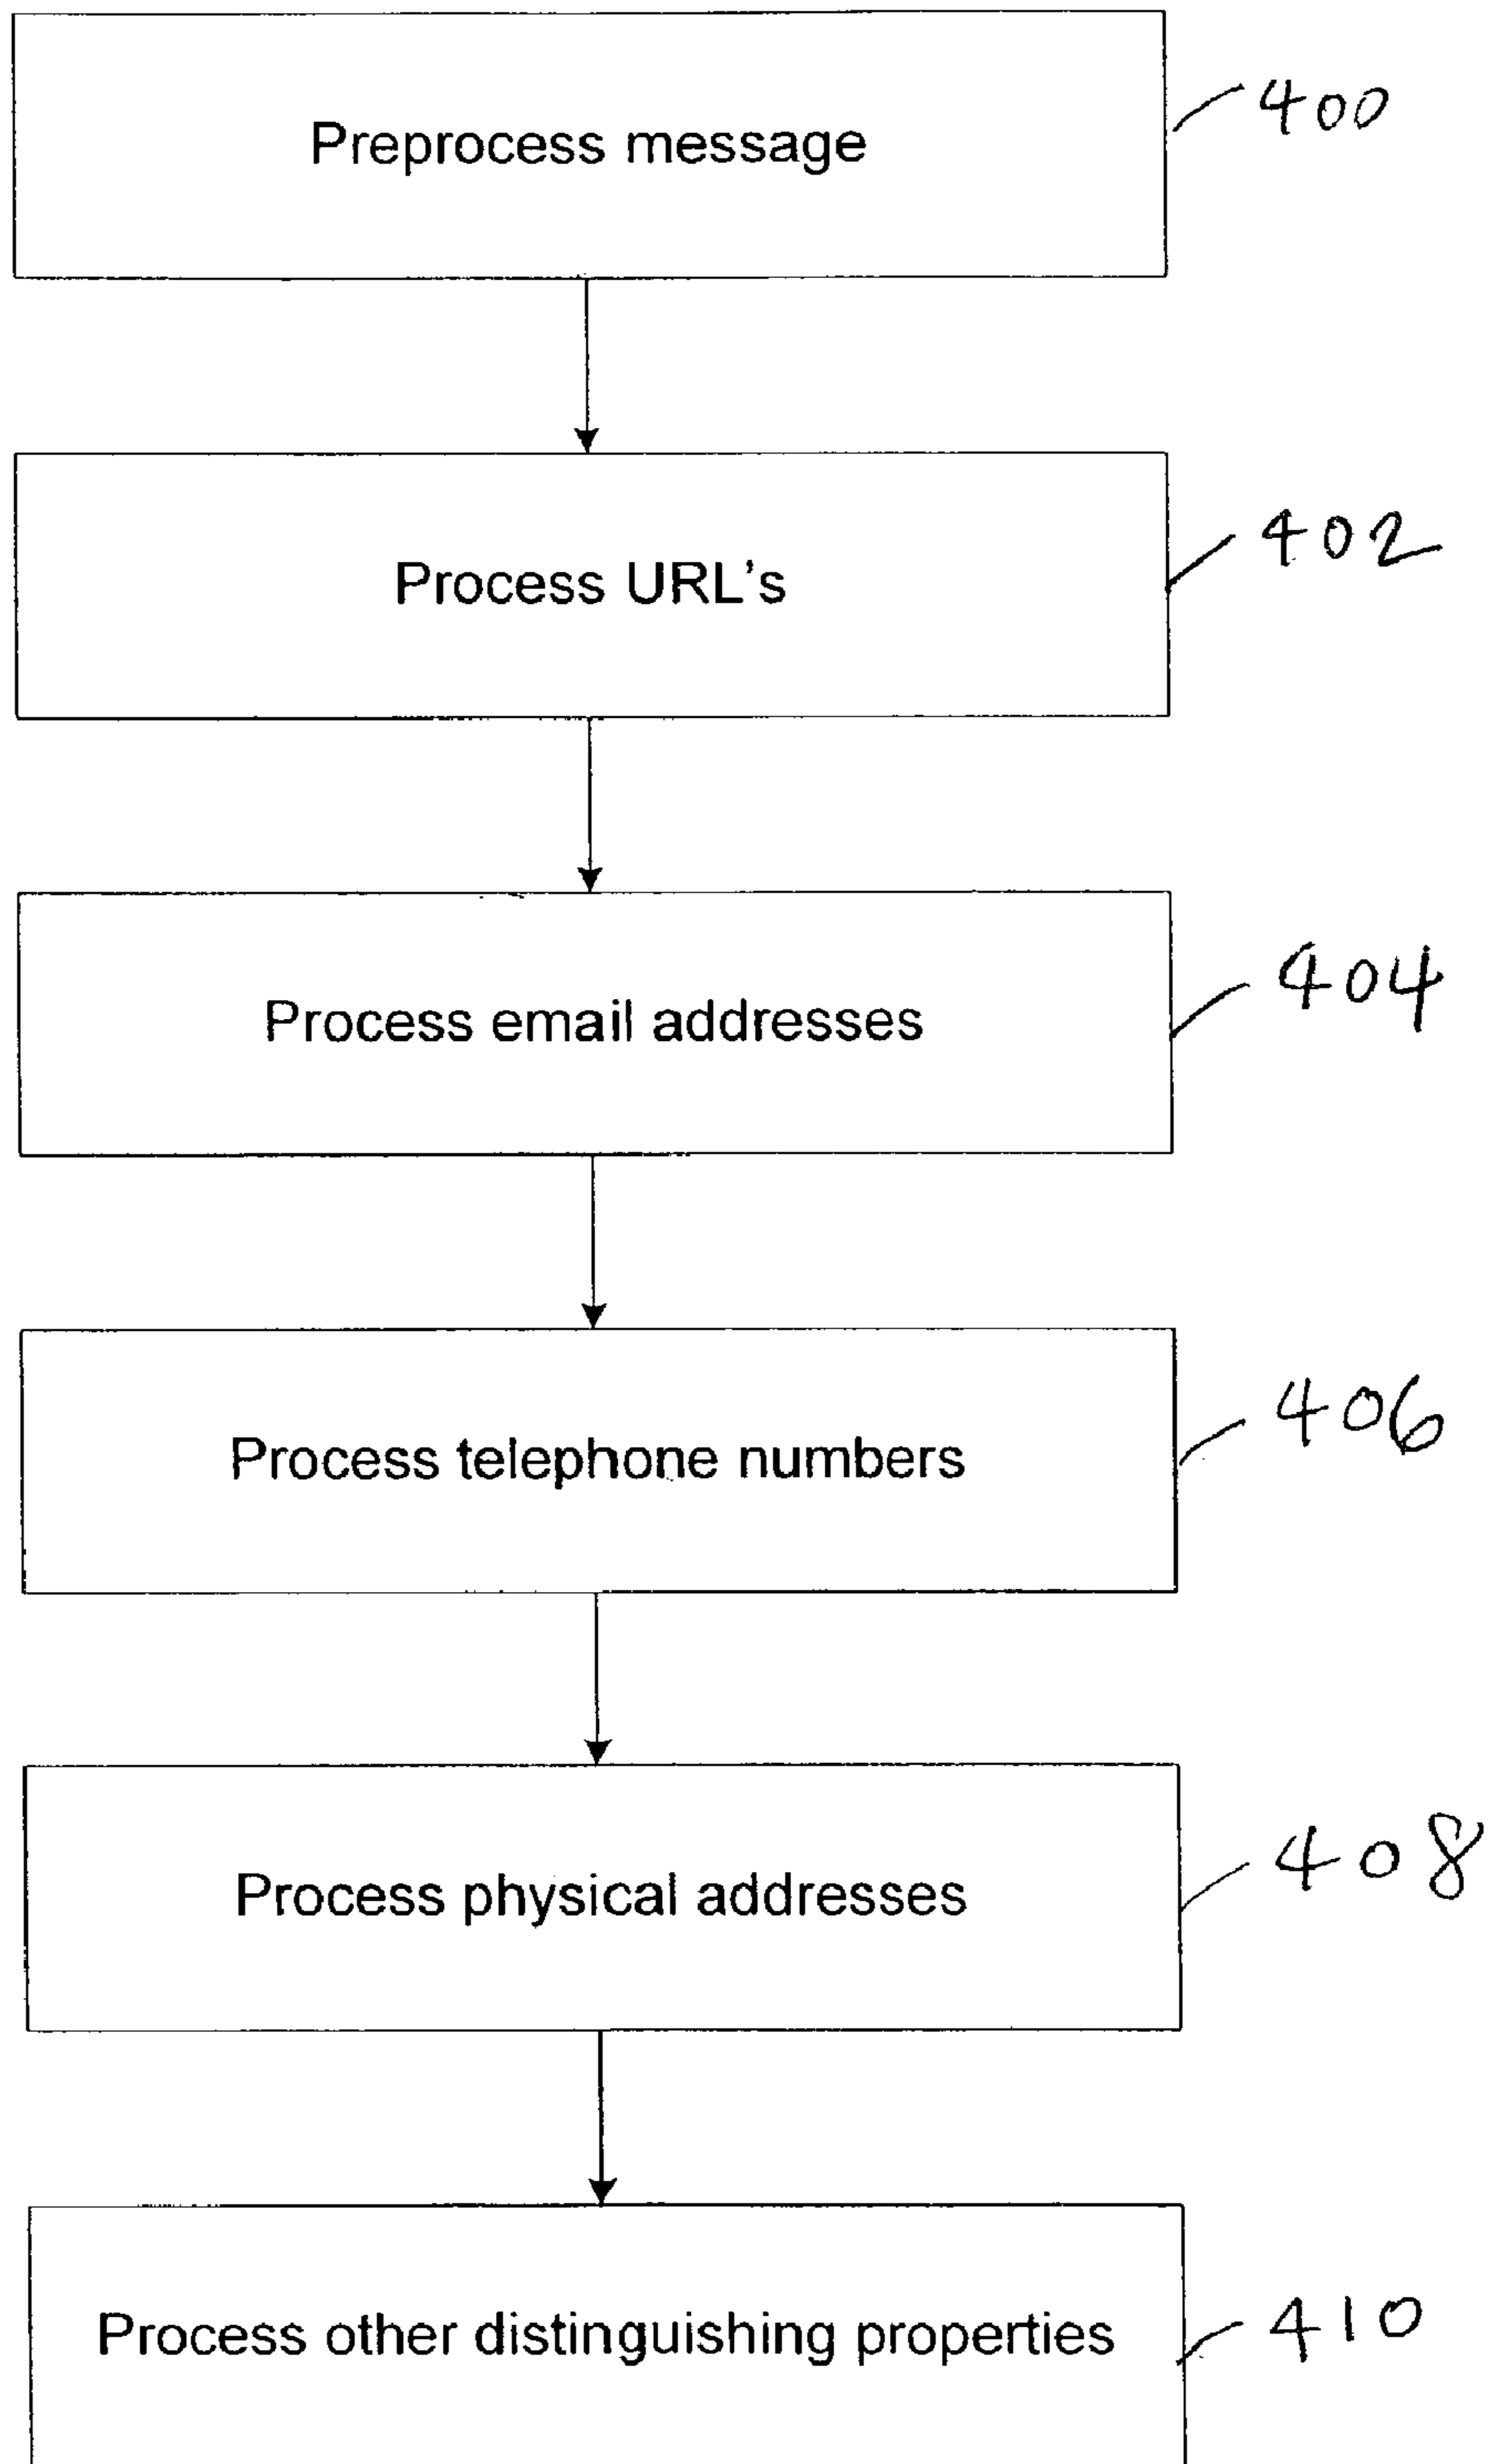 Preprocess message
400
Process URL's
402
Process email addresses
404
Process telephone numbers
406
Process physical addresses
408
Process other distinguishing properties
410